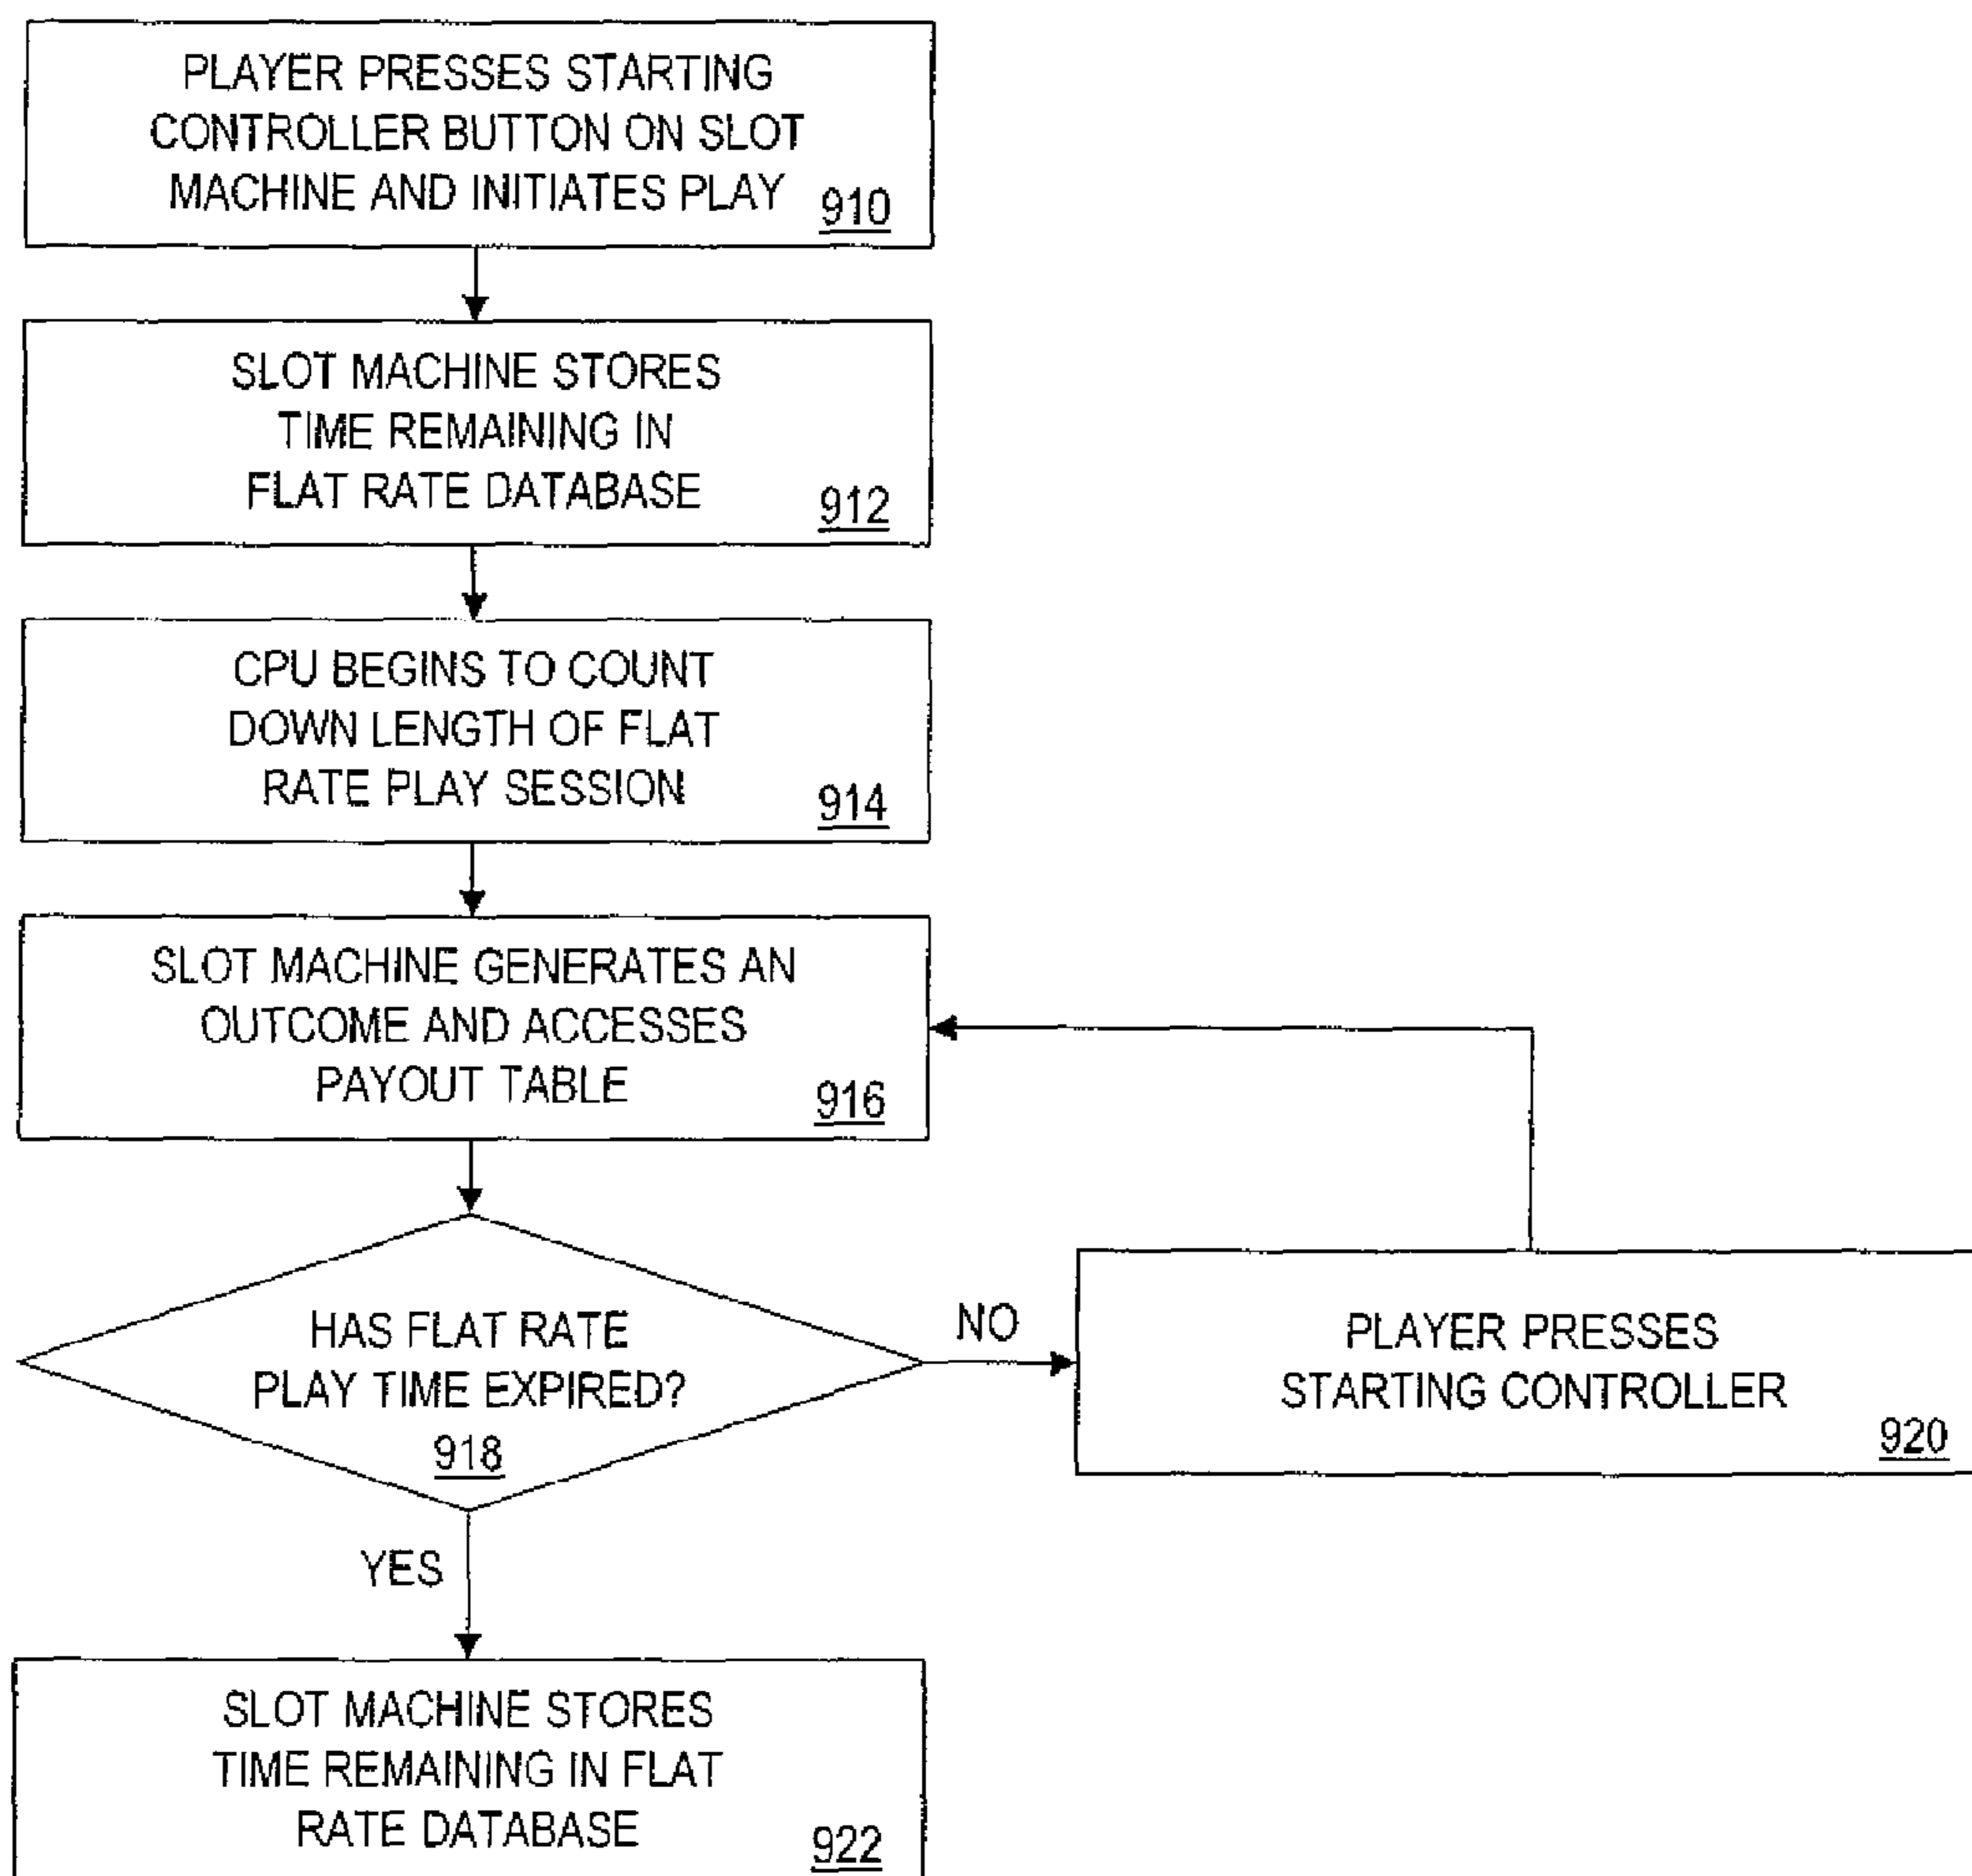 PLAYER PRESSES STARTING
CONTROLLER BUTTON ON SLOT
MACHINE AND INITIATES PLAY
910
SLOT MACHINE STORES
TIME REMAINING IN
FLAT RATE DATABASE
912
CPU BEGINS TO COUNT
DOWN LENGTH OF FLAT
RATE PLAY SESSION
914
SLOT MACHINE GENERATES AN
OUTCOME AND ACCESSES
PAYOUT TABLE
916
HAS FLAT RATE
PLAY TIME EXPIRED?
918
NO
PLAYER PRESSES
STARTING CONTROLLER
920
YES
SLOT MACHINE STORES
TIME REMAINING IN FLAT
RATE DATABASE
922